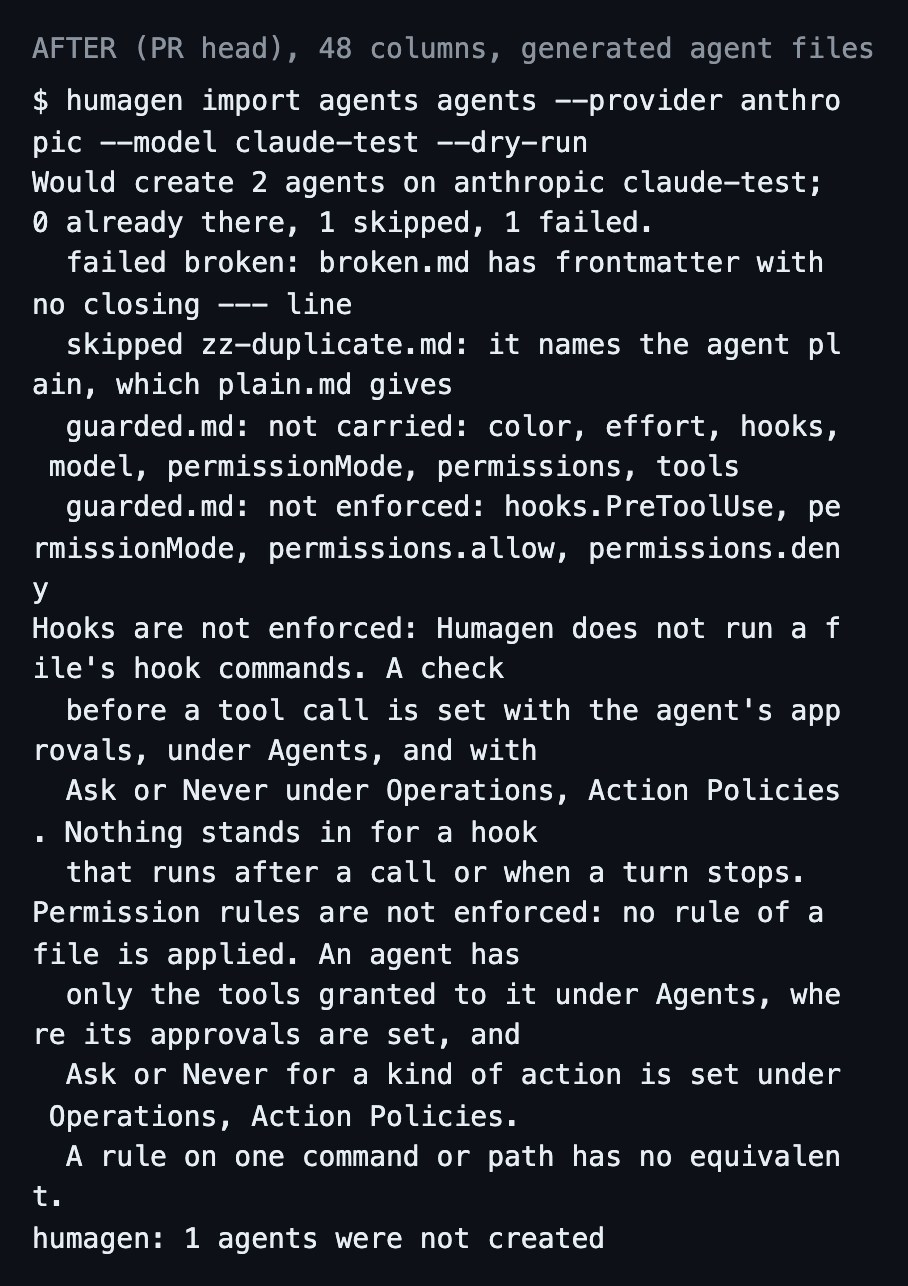 AFTER (PR head), 48 columns, generated agent files
$ humagen import agents agents --provider anthro
pic --model claude-test --dry-run
Would create 2 agents on anthropic claude-test;
0 already there, 1 skipped, 1 failed.
  failed broken: broken.md has frontmatter with
no closing --- line
  skipped zz-duplicate.md: it names the agent pl
ain, which plain.md gives
  guarded.md: not carried: color, effort, hooks,
 model, permissionMode, permissions, tools
  guarded.md: not enforced: hooks.PreToolUse, pe
rmissionMode, permissions.allow, permissions.den
y
Hooks are not enforced: Humagen does not run a f
ile's hook commands. A check
  before a tool call is set with the agent's app
rovals, under Agents, and with
  Ask or Never under Operations, Action Policies
. Nothing stands in for a hook
  that runs after a call or when a turn stops.
Permission rules are not enforced: no rule of a
file is applied. An agent has
  only the tools granted to it under Agents, whe
re its approvals are set, and
  Ask or Never for a kind of action is set under
 Operations, Action Policies.
  A rule on one command or path has no equivalen
t.
humagen: 1 agents were not created